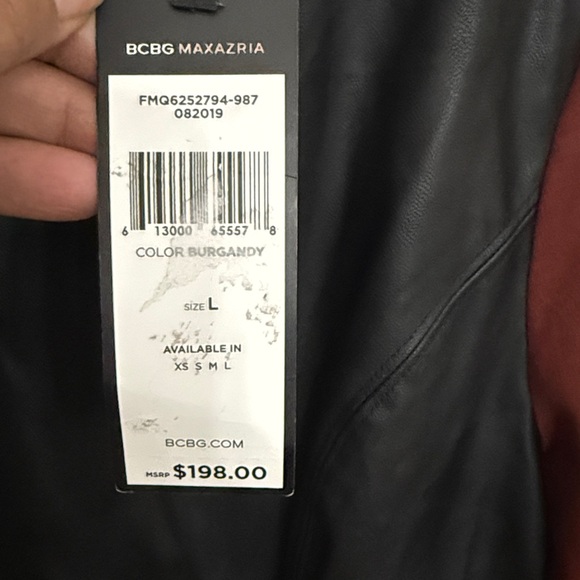 BCBG MAXAZRIA
FMQ6252794-987
082019
6 13000 65557 8
COLOR BURGANDY
SIZE L
AVAILABLE IN
XS S M L
BCBG.COM
MSRP $198.00